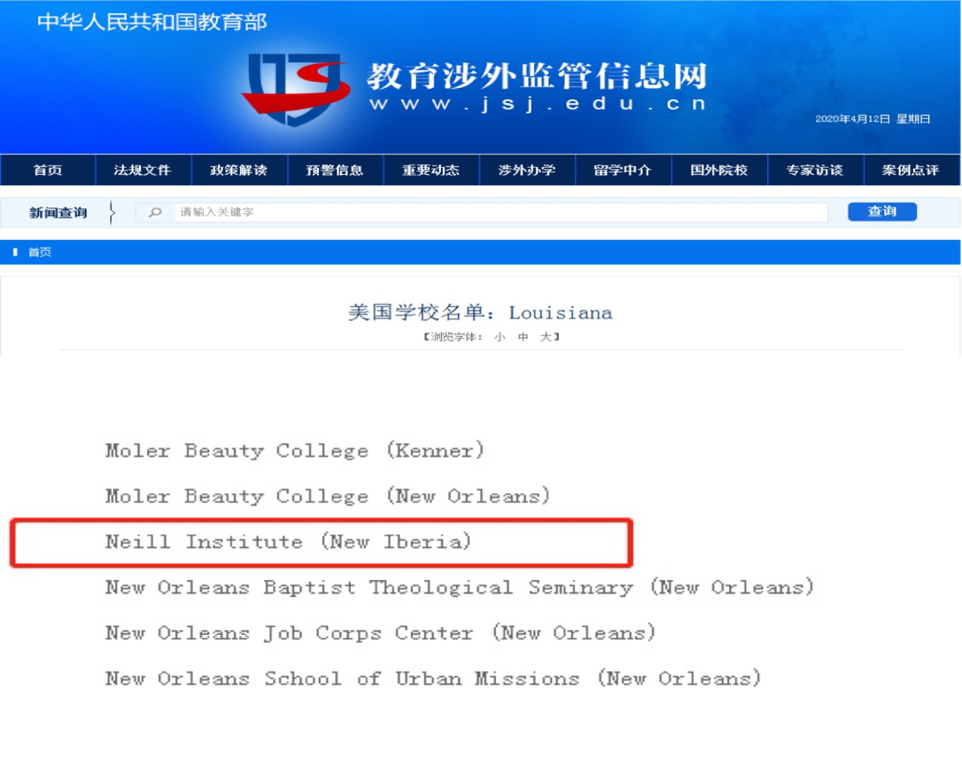 中华人民共和国教育部
教育涉外监管信息网
www.jsj.edu.cn
2020年4月12日 星期日
首页 法规文件 政策解读 预警信息 重要动态 涉外办学 留学中介 国外院校 专家访谈 案例点评
新闻查询 请输入关键字 查询
首页
美国学校名单：Louisiana
【浏览字体： 小 中 大】
Moler Beauty College (Kenner)
Moler Beauty College (New Orleans)
Neill Institute (New Iberia)
New Orleans Baptist Theological Seminary (New Orleans)
New Orleans Job Corps Center (New Orleans)
New Orleans School of Urban Missions (New Orleans)